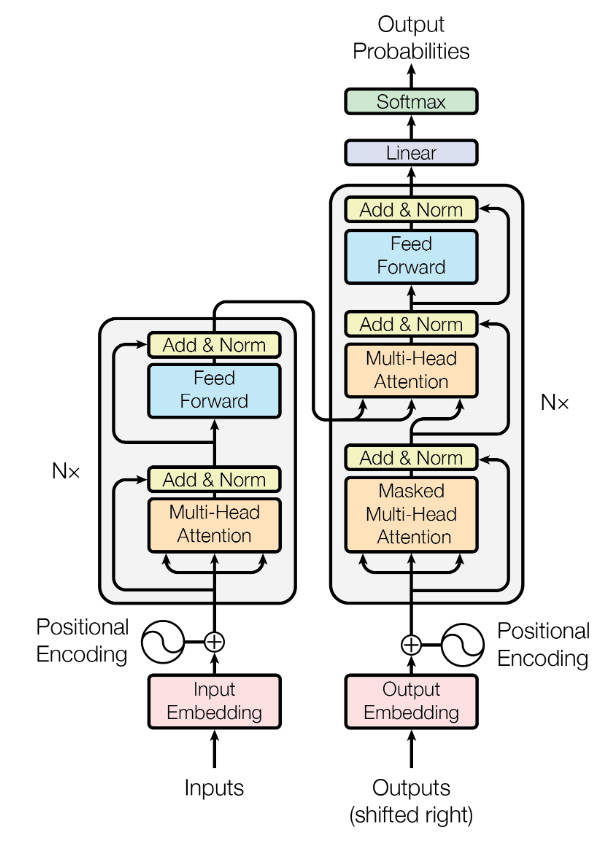 Output
Probabilities
Softmax
Linear
Add & Norm
Feed
Forward
Add & Norm
Multi-Head
Attention
N×
Add & Norm
Masked
Multi-Head
Attention
Add & Norm
Feed
Forward
N×
Add & Norm
Multi-Head
Attention
Positional
Encoding
Positional
Encoding
Input
Embedding
Output
Embedding
Inputs
Outputs
(shifted right)